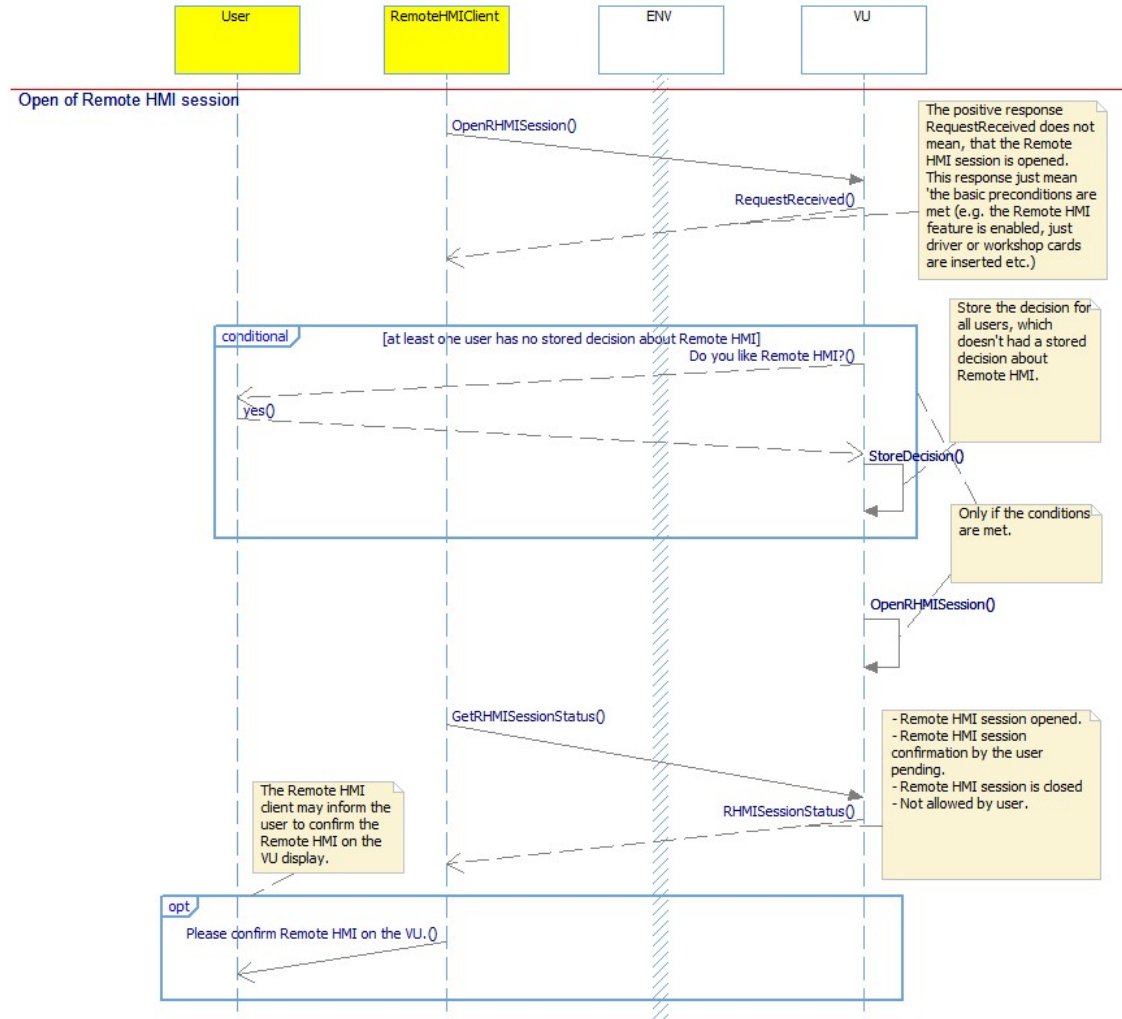 User
RemoteHMIClient
ENV
VU
Open of Remote HMI session
OpenRHMISession()
The positive response
RequestReceived does not
mean, that the Remote
HMI session is opened.
This response just mean
'the basic preconditions are
met (e.g. the Remote HMI
feature is enabled, just
driver or workshop cards
are inserted etc.)
RequestReceived()
Store the decision for
all users, which
doesn't had a stored
decision about
Remote HMI.
conditional
[at least one user has no stored decision about Remote HMI]
Do you like Remote HMI?()
yes()
StoreDecision()
Only if the conditions
are met.
OpenRHMISession()
GetRHMISessionStatus()
- Remote HMI session opened.
- Remote HMI session
confirmation by the user
pending.
- Remote HMI session is closed
- Not allowed by user.
RHMISessionStatus()
The Remote HMI
client may inform the
user to confirm the
Remote HMI on the
VU display.
opt
Please confirm Remote HMI on the VU.()